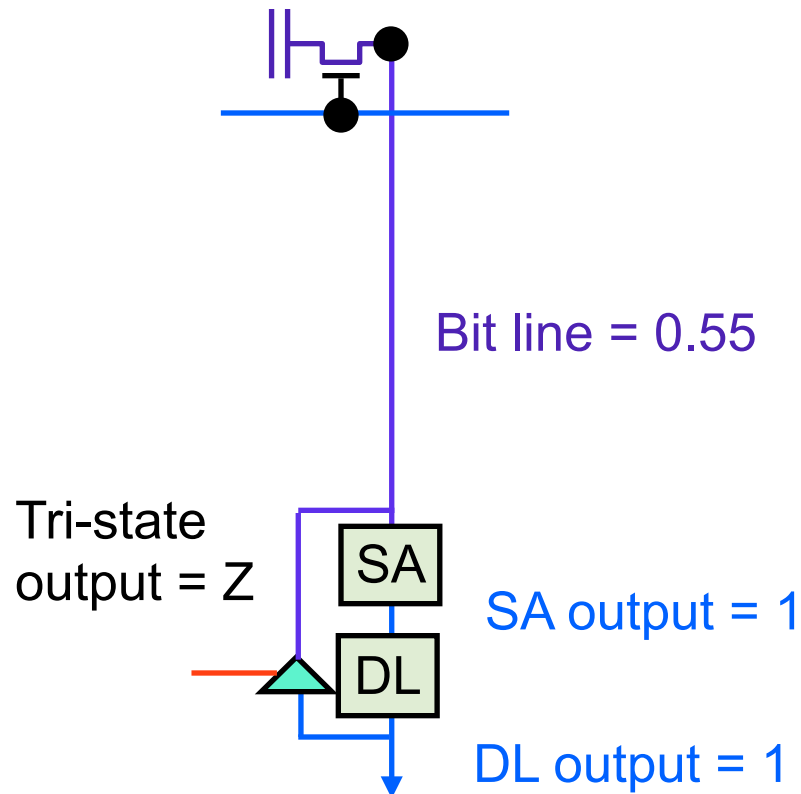 Bit line = 0.55
Tri-state
output = Z
SA
SA output = 1
DL
DL output = 1